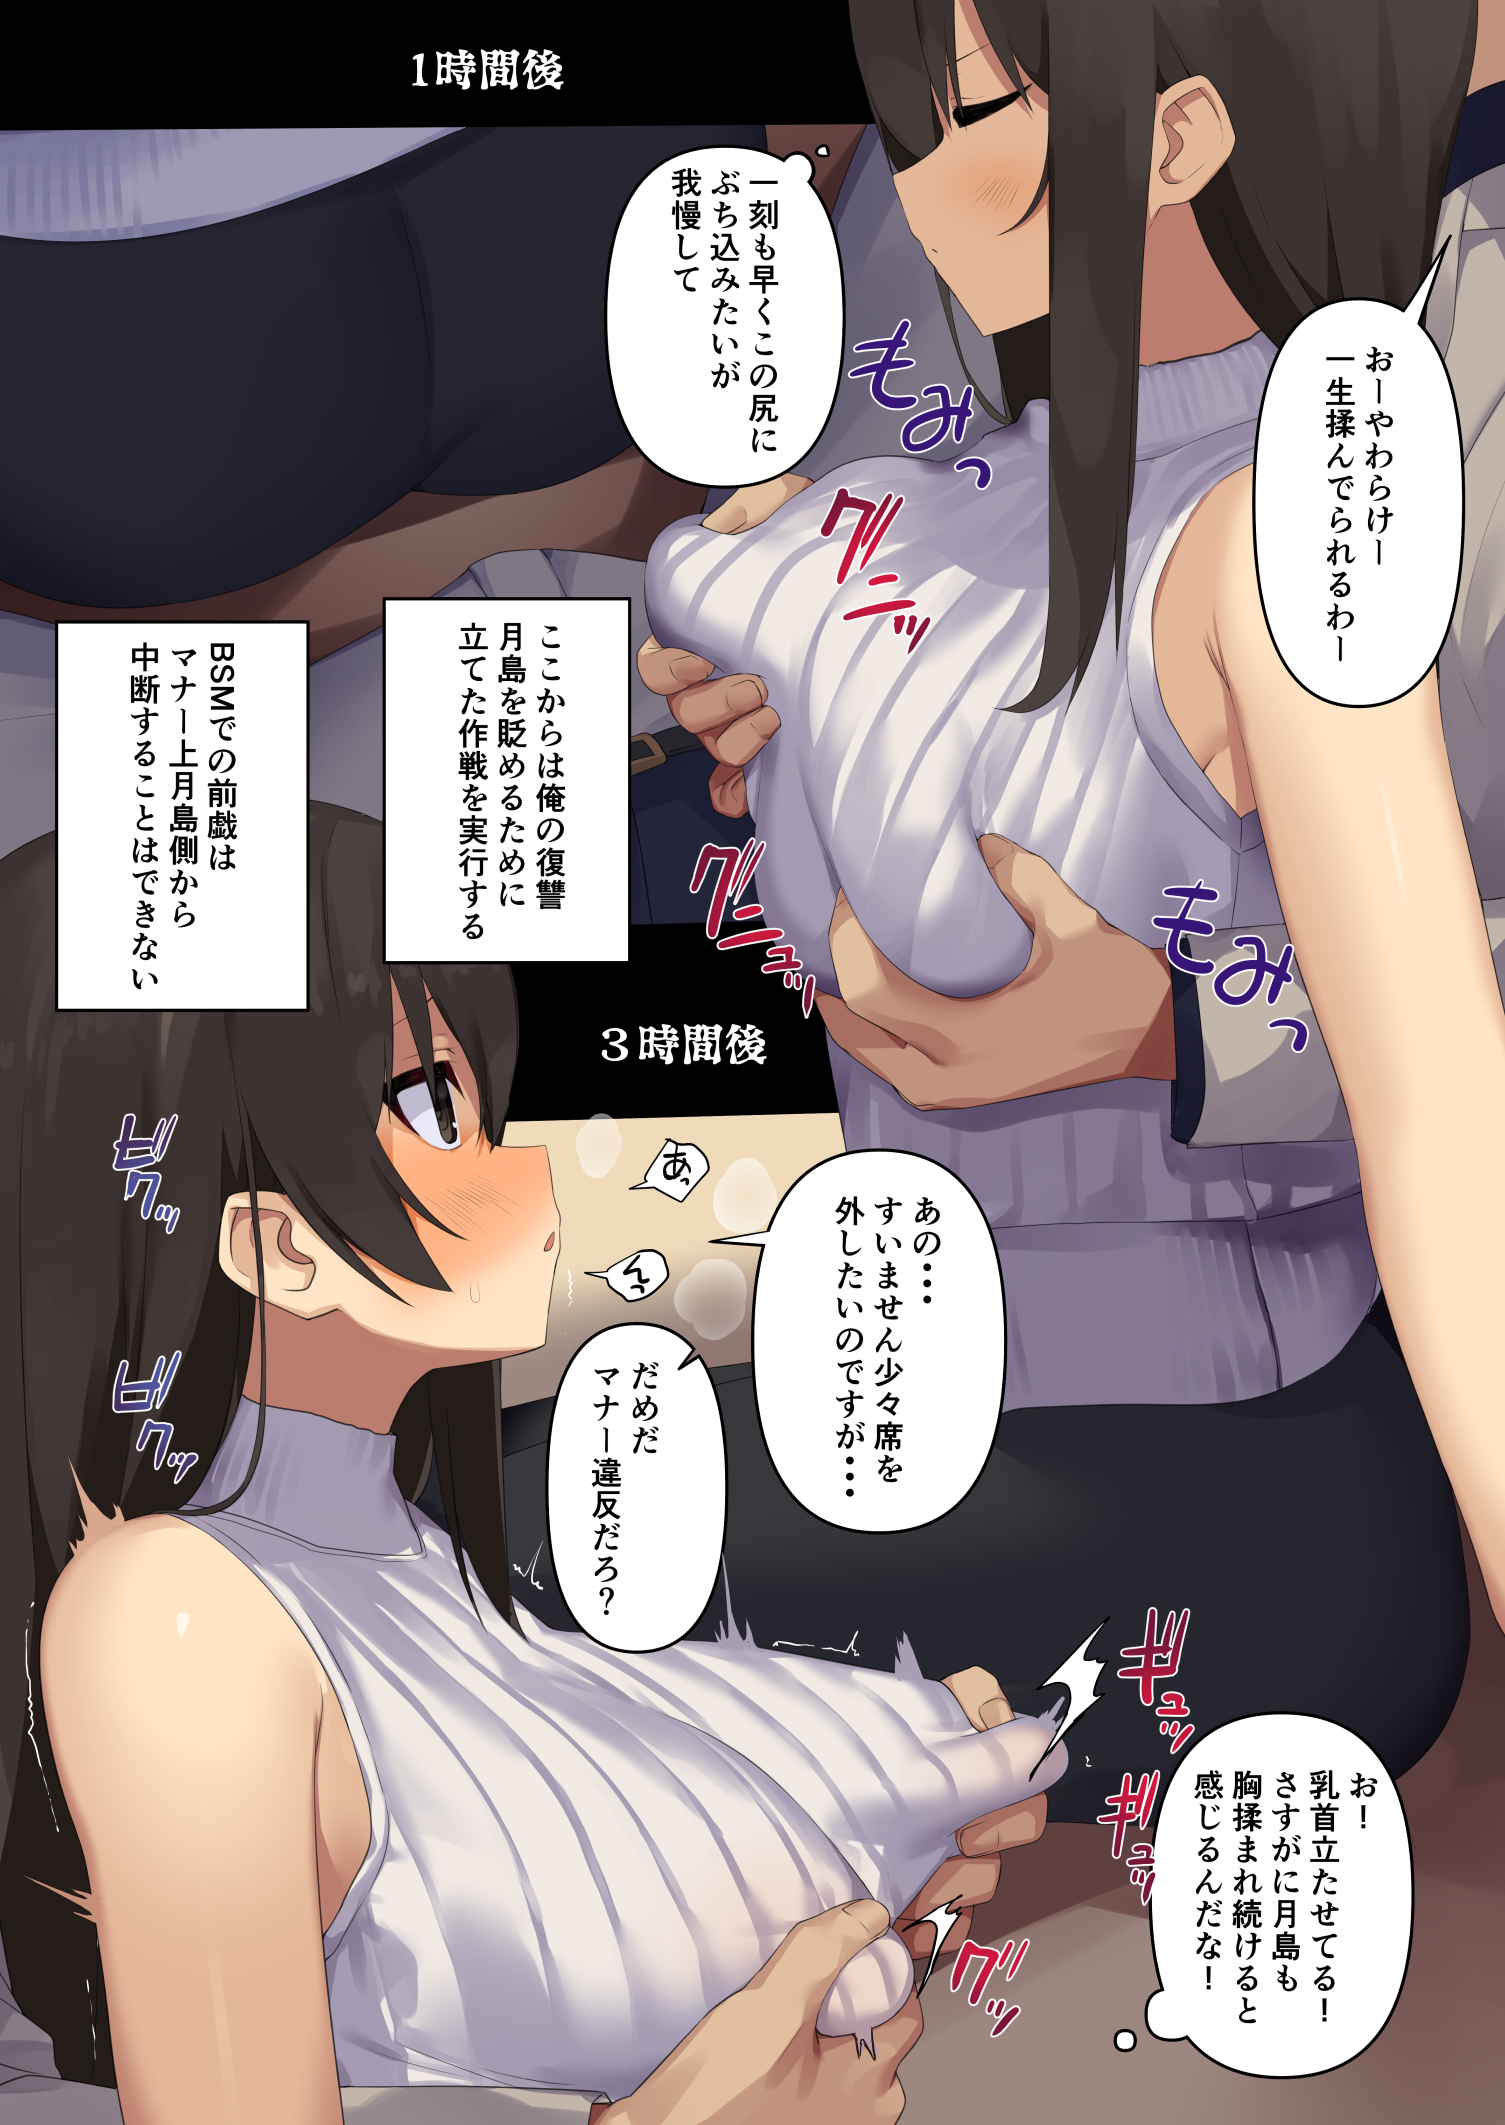 1時間後
おーやわらけー
一生揉んでられるわー
もみっ
グニッ
一刻も早くこの尻に
ぶち込みたいが
我慢して
ここからは俺の復讐
月島を貶めるために
立てた作戦を実行する
BSMでの前戯は
マナー上月島側から
中断することはできない
グニュッ
もみっ
3時間後
あっ
んっ
あの・・・
すいません少々席を
外したいのですが・・・
だめだ
マナー違反だろ?
ビクッ
ビクッ
ギュッ
ギュッ
お!
乳首立たせてる!
さすがに月島も
胸揉まれ続けると
感じるんだな!
グッ